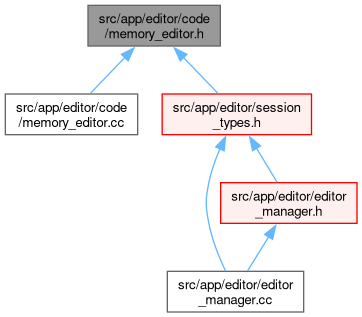 src/app/editor/code
/memory_editor.h
src/app/editor/code
/memory_editor.cc
src/app/editor/session
_types.h
src/app/editor/editor
_manager.h
src/app/editor/editor
_manager.cc